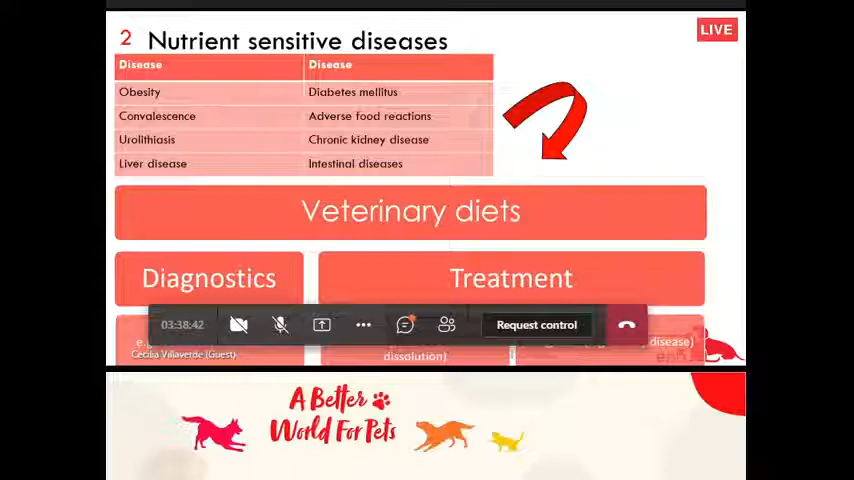 LIVE
2 Nutrient sensitive diseases
Disease Disease
Obesity Diabetes mellitus
Convalescence Adverse food reactions
Urolithiasis Chronic kidney disease
Liver disease Intestinal diseases
Veterinary diets
Diagnostics Treatment
03:38:42 Request control
disease)
Cecilia Villaverde (Guest) dissolution)
A Better
World For Pets